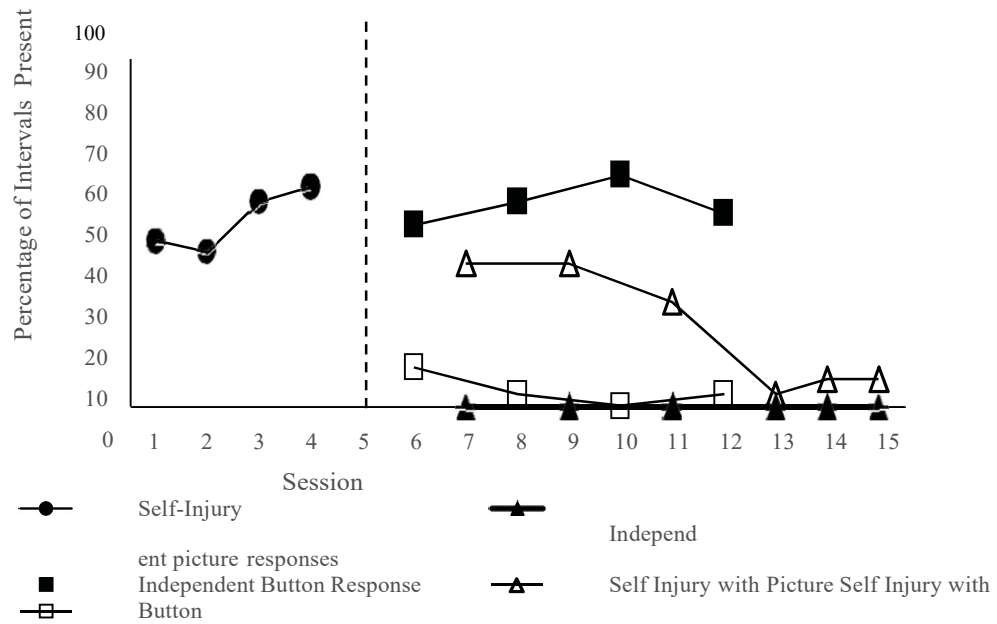 Percentage of Intervals Present
100
90
80
70
60
50
40
30
20
10
0 1 2 3 4 5 6 7 8 9 10 11 12 13 14 15
Session
Self-Injury
Independ
ent picture responses
Independent Button Response
Self Injury with Picture Self Injury with
Button